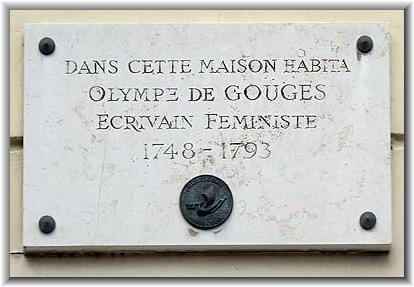 DANS CETTE MAISON HABITA
OLYMPE DE GOUGES
ECRIVAIN FEMINISTE
1748-1793